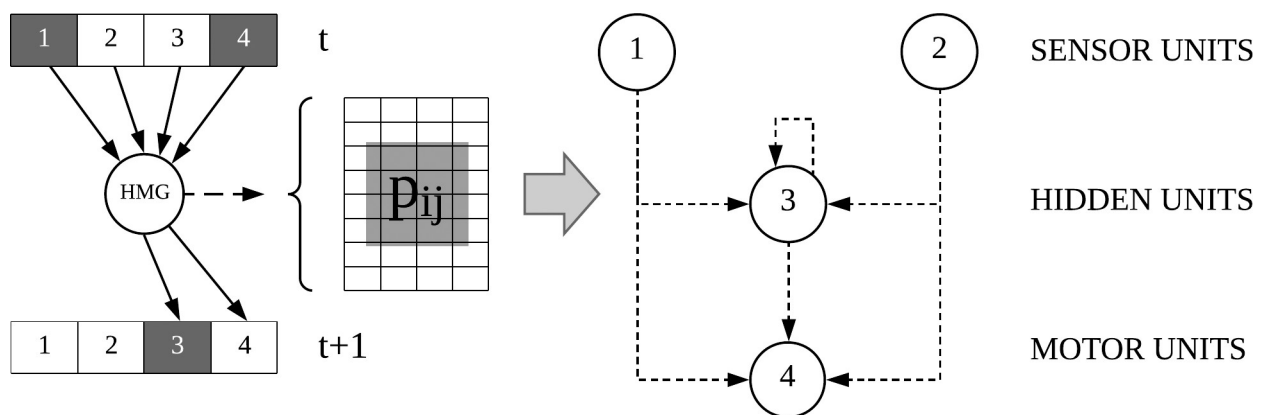 1 2 3 4 t
HMG
p_ij
1 2 3 4 t+1
1 2 SENSOR UNITS
3 HIDDEN UNITS
4 MOTOR UNITS